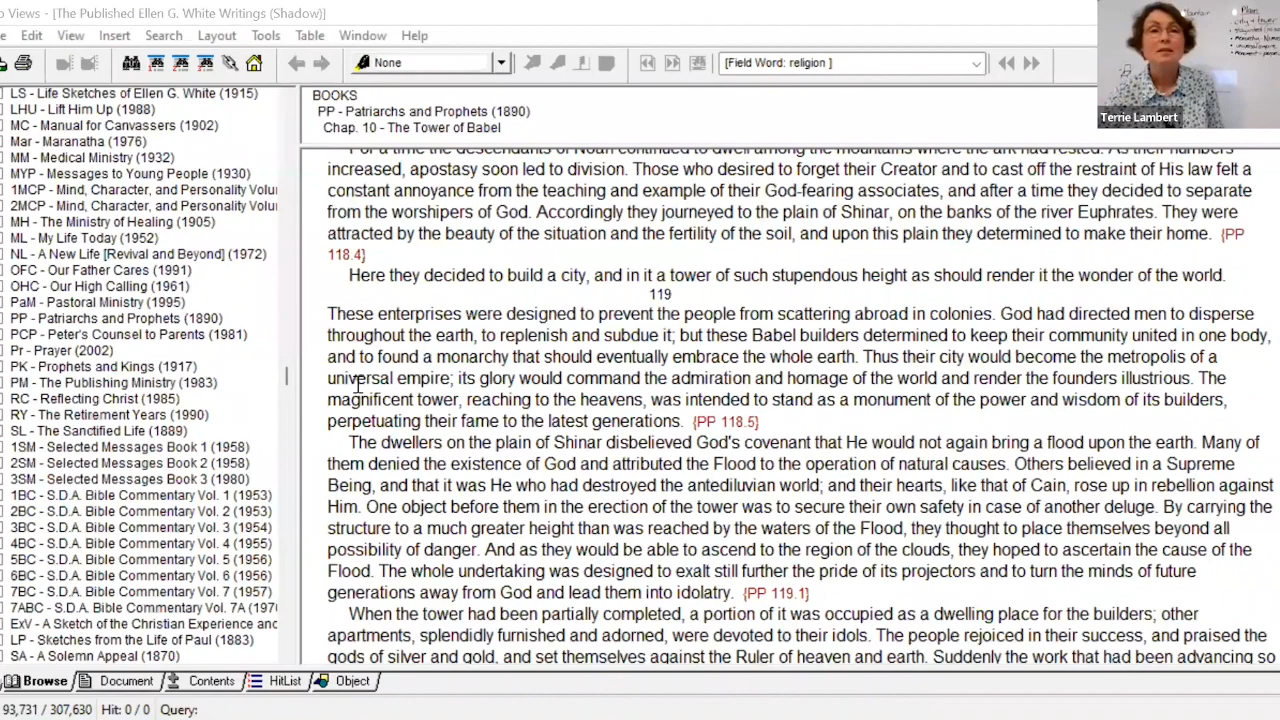 Views - [The Published Ellen G. White Writings (Shadow)]
Edit View Insert Search Layout Tools Table Window Help
None
[Field Word: religion ]
LS - Life Sketches of Ellen G. White (1915)
LHU - Lift Him Up (1988)
MC - Manual for Canvassers (1902)
Mar - Maranatha (1976)
MM - Medical Ministry (1932)
MYP - Messages to Young People (1930)
1MCP - Mind, Character, and Personality Volu
2MCP - Mind, Character, and Personality Volu
MH - The Ministry of Healing (1905)
ML - My Life Today (1952)
NL - A New Life [Revival and Beyond] (1972)
OFC - Our Father Cares (1991)
OHC - Our High Calling (1961)
PaM - Pastoral Ministry (1995)
PP - Patriarchs and Prophets (1890)
PCP - Peter's Counsel to Parents (1981)
Pr - Prayer (2002)
PK - Prophets and Kings (1917)
PM - The Publishing Ministry (1983)
RC - Reflecting Christ (1985)
RY - The Retirement Years (1990)
SL - The Sanctified Life (1889)
1SM - Selected Messages Book 1 (1958)
2SM - Selected Messages Book 2 (1958)
3SM - Selected Messages Book 3 (1980)
1BC - S.D.A. Bible Commentary Vol. 1 (1953)
2BC - S.D.A. Bible Commentary Vol. 2 (1953)
3BC - S.D.A. Bible Commentary Vol. 3 (1954)
4BC - S.D.A. Bible Commentary Vol. 4 (1955)
5BC - S.D.A. Bible Commentary Vol. 5 (1956)
6BC - S.D.A. Bible Commentary Vol. 6 (1956)
7BC - S.D.A. Bible Commentary Vol. 7 (1957)
7ABC - S.D.A. Bible Commentary Vol. 7A (197
ExV - A Sketch of the Christian Experience anc
LP - Sketches from the Life of Paul (1883)
SA - A Solemn Appeal (1870)
BOOKS
PP - Patriarchs and Prophets (1890)
Chap. 10 - The Tower of Babel
For a time the descendants of Noah continued to dwell among the mountains where the ark had rested. As their numbers
increased, apostasy soon led to division. Those who desired to forget their Creator and to cast off the restraint of His law felt a
constant annoyance from the teaching and example of their God-fearing associates, and after a time they decided to separate
from the worshipers of God. Accordingly they journeyed to the plain of Shinar, on the banks of the river Euphrates. They were
attracted by the beauty of the situation and the fertility of the soil, and upon this plain they determined to make their home. {PP
118.4}
Here they decided to build a city, and in it a tower of such stupendous height as should render it the wonder of the world.
119
These enterprises were designed to prevent the people from scattering abroad in colonies. God had directed men to disperse
throughout the earth, to replenish and subdue it; but these Babel builders determined to keep their community united in one body,
and to found a monarchy that should eventually embrace the whole earth. Thus their city would become the metropolis of a
universal empire; its glory would command the admiration and homage of the world and render the founders illustrious. The
magnificent tower, reaching to the heavens, was intended to stand as a monument of the power and wisdom of its builders,
perpetuating their fame to the latest generations. {PP 118.5}
The dwellers on the plain of Shinar disbelieved God's covenant that He would not again bring a flood upon the earth. Many of
them denied the existence of God and attributed the Flood to the operation of natural causes. Others believed in a Supreme
Being, and that it was He who had destroyed the antediluvian world; and their hearts, like that of Cain, rose up in rebellion against
Him. One object before them in the erection of the tower was to secure their own safety in case of another deluge. By carrying the
structure to a much greater height than was reached by the waters of the Flood, they thought to place themselves beyond all
possibility of danger. And as they would be able to ascend to the region of the clouds, they hoped to ascertain the cause of the
Flood. The whole undertaking was designed to exalt still further the pride of its projectors and to turn the minds of future
generations away from God and lead them into idolatry. {PP 119.1}
When the tower had been partially completed, a portion of it was occupied as a dwelling place for the builders; other
apartments, splendidly furnished and adorned, were devoted to their idols. The people rejoiced in their success, and praised the
gods of silver and gold, and set themselves against the Ruler of heaven and earth. Suddenly the work that had been advancing so
Plain
Terrie Lambert
Browse Document Contents HitList Object
93,731 / 307,630 Hit: 0 / 0 Query: